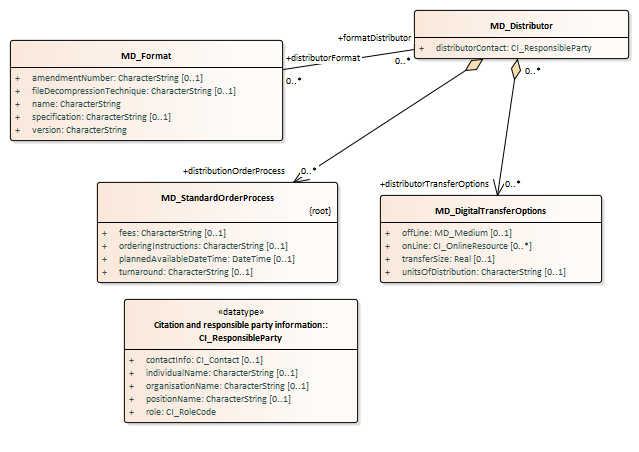 MD_Distributor
+ distributorContact: CI_ResponsibleParty
+formatDistributor
0..*
+distributorFormat
0..*
0..*
MD_Format
+ amendmentNumber: CharacterString [0..1]
+ fileDecompressionTechnique: CharacterString [0..1]
+ name: CharacterString
+ specification: CharacterString [0..1]
+ version: CharacterString
+distributionOrderProcess
0..*
+distributorTransferOptions
0..*
MD_StandardOrderProcess
{root}
+ fees: CharacterString [0..1]
+ orderingInstructions: CharacterString [0..1]
+ plannedAvailableDateTime: DateTime [0..1]
+ turnaround: CharacterString [0..1]
MD_DigitalTransferOptions
+ offLine: MD_Medium [0..1]
+ onLine: CI_OnlineResource [0..*]
+ transferSize: Real [0..1]
+ unitsOfDistribution: CharacterString [0..1]
«datatype»
Citation and responsible party information::
CI_ResponsibleParty
+ contactInfo: CI_Contact [0..1]
+ individualName: CharacterString [0..1]
+ organisationName: CharacterString [0..1]
+ positionName: CharacterString [0..1]
+ role: CI_RoleCode